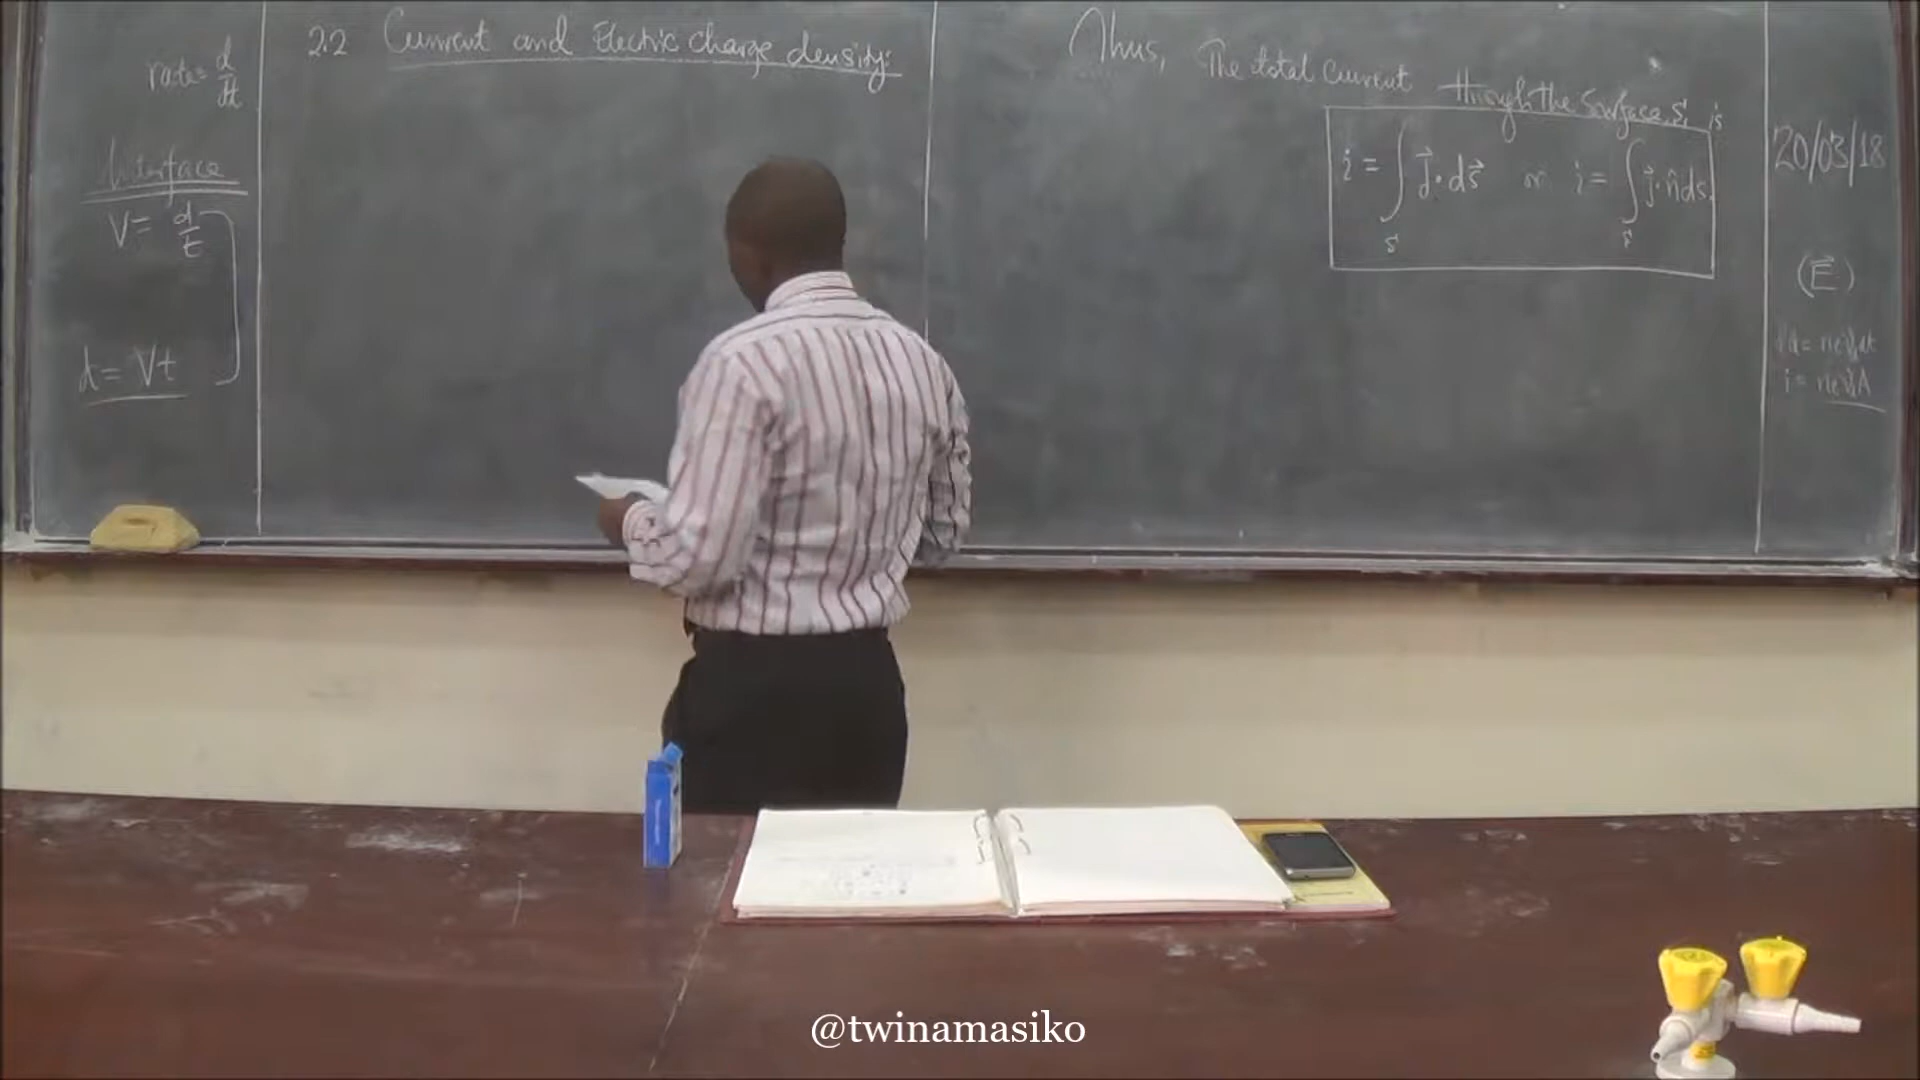 rate = d/dt
Interface
V = d/t
d = Vt
2.2 Current and Electric charge density:
Thus, The total Current through the Surface, S, is
i = ∫ₛ J⃗ · ds⃗ or i = ∫ₛ J⃗ · n̂ ds.
20/03/18
(E⃗)
i = neVdA
@twinamasiko